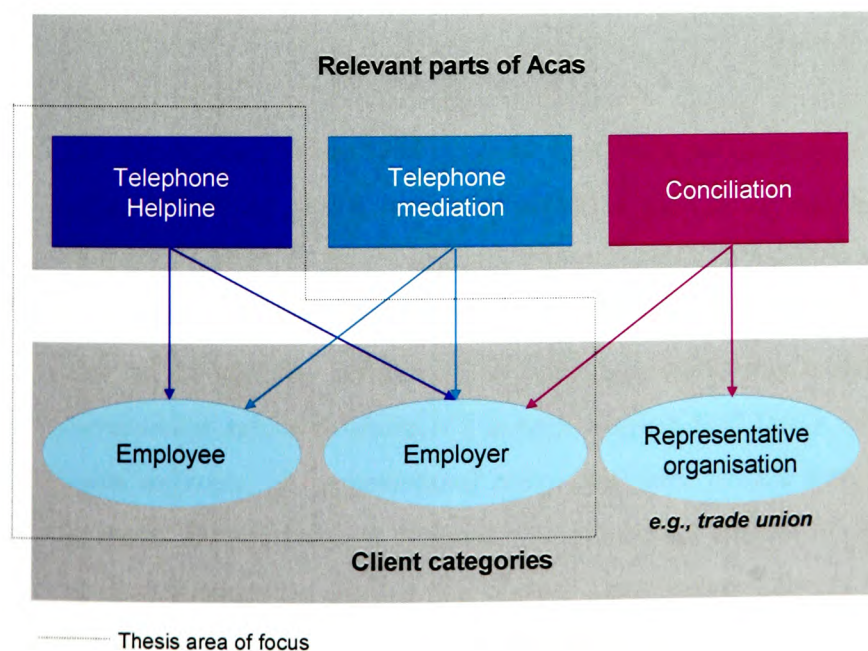 Relevant parts of Acas
Telephone
Helpline
Telephone
mediation
Conciliation
Employee
Employer
Representative
organisation
e.g., trade union
Client categories
Thesis area of focus